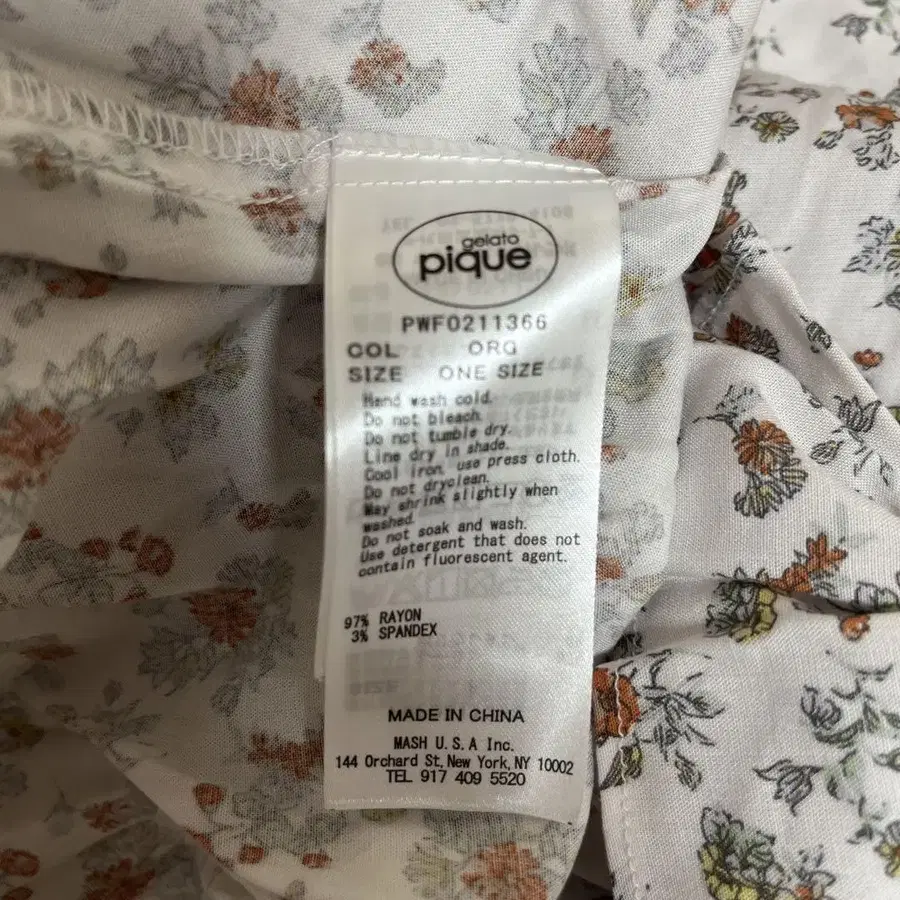 gelato
pique
PWF0211366
COL ORG
SIZE ONE SIZE
Hand wash cold.
Do not bleach.
Do not tumble dry.
Line dry in shade.
Cool iron, use press cloth.
Do not dryclean.
May shrink slightly when
washed.
Do not soak and wash.
Use detergent that does not
contain fluorescent agent.
97% RAYON
3% SPANDEX
MADE IN CHINA
MASH U.S.A Inc.
144 Orchard St, New York, NY 10002
TEL 917 409 5520